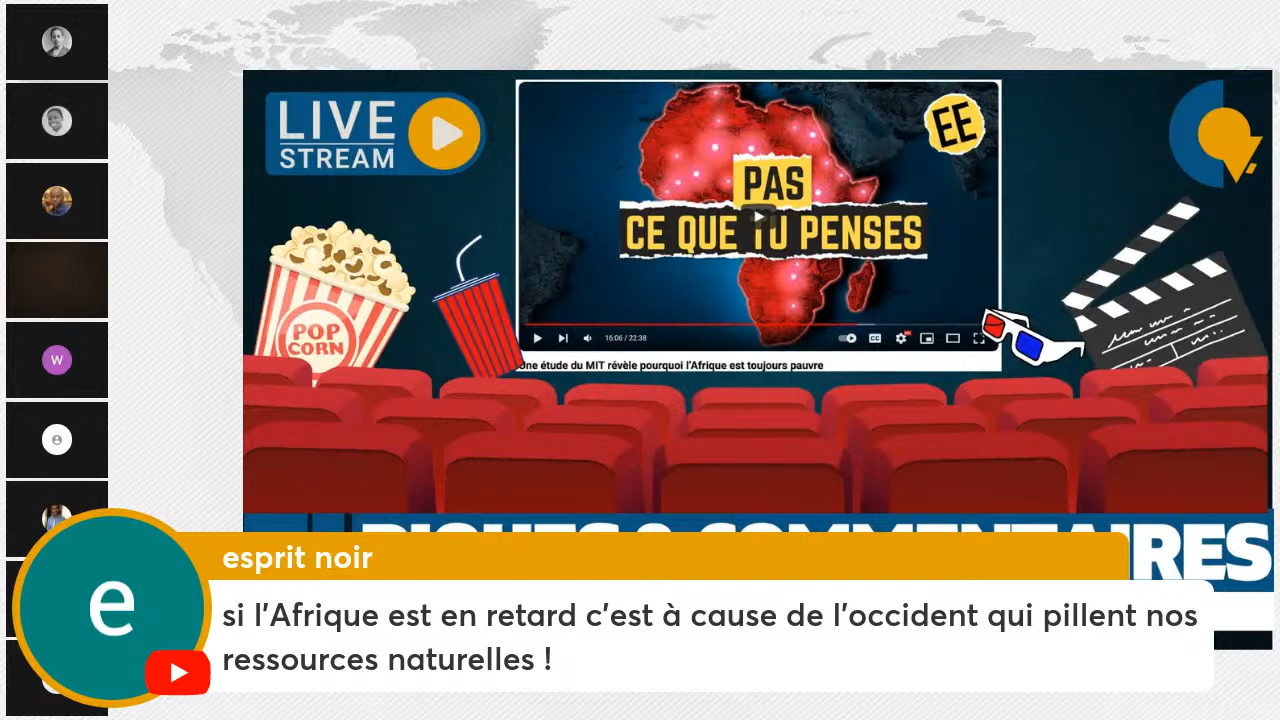 LIVE
STREAM
EE
PAS
CE QUE TU PENSES
POP
CORN
16:06 / 22:38
Une étude du MIT révèle pourquoi l'Afrique est toujours pauvre
W
esprit noir
e
si l'Afrique est en retard c'est à cause de l'occident qui pillent nos
ressources naturelles !